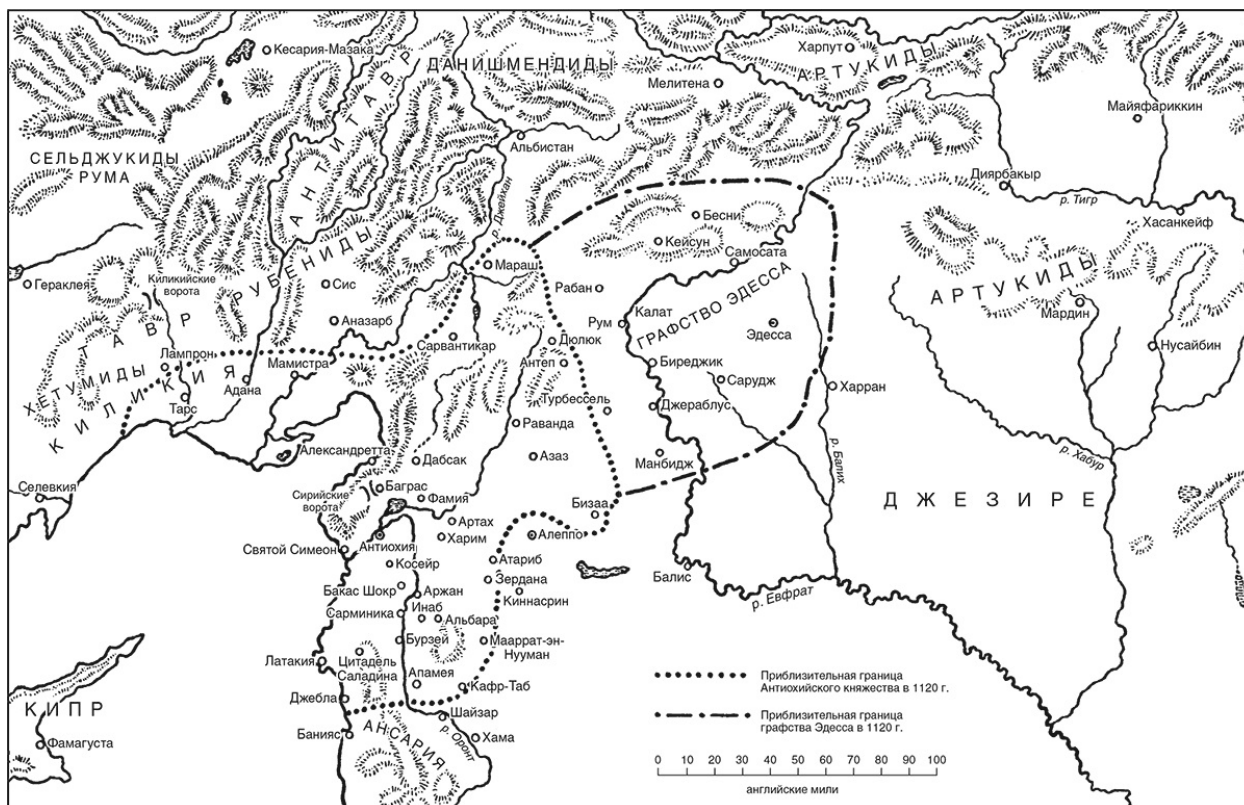 Кесария-Мазака
Харпут
АРТУКИДЫ
ДАНИШМЕНДИДЫ
Мелитена
Майяфариккин
АНТИТАВР
Альбистан
СЕЛЬДЖУКИДЫ
РУМА
Диярбакыр
р. Тигр
Хасанкейф
Бесни
Кейсун
Самосата
р. Джейхан
Мараш
РУБЕНИДЫ
Киликийские
ворота
Гераклея
Сис
Рабан
АРТУКИДЫ
Мардин
ГРАФСТВО ЭДЕССА
Калат
Рум
Эдесса
Аназарб
Сарвантикар
Дюлюк
Нусайбин
ТАВР
Лампрон
Мамистра
Антеп
Биреджик
Сарудж
Харран
ХЕТУМИДЫ
Адана
КИЛИКИЯ
Тарс
Турбессель
Джераблус
Раванда
р. Балих
Александретта
Дабсак
Азаз
Манбидж
р. Хабур
Селевкия
Сирийские
ворота
Баграс
Фамия
Бизаа
ДЖЕЗИРЕ
Артах
Харим
Алеппо
Святой Симеон
Антиохия
Косейр
Атариб
Зердана
Киннасрин
Балис
р. Евфрат
Бакас Шокр
Аржан
Сарминика
Инаб
Альбара
Бурзей
Мааррат-эн-
Нууман
Латакия
Цитадель
Саладина
Апамея
Кафр-Таб
Джебла
Шайзар
КИПР
Фамагуста
Банияс
АНСАРИЯ
р. Оронт
Хама
Приблизительная граница
Антиохийского княжества в 1120 г.
Приблизительная граница
графства Эдесса в 1120 г.
0 10 20 30 40 50 60 70 80 90 100
английские мили